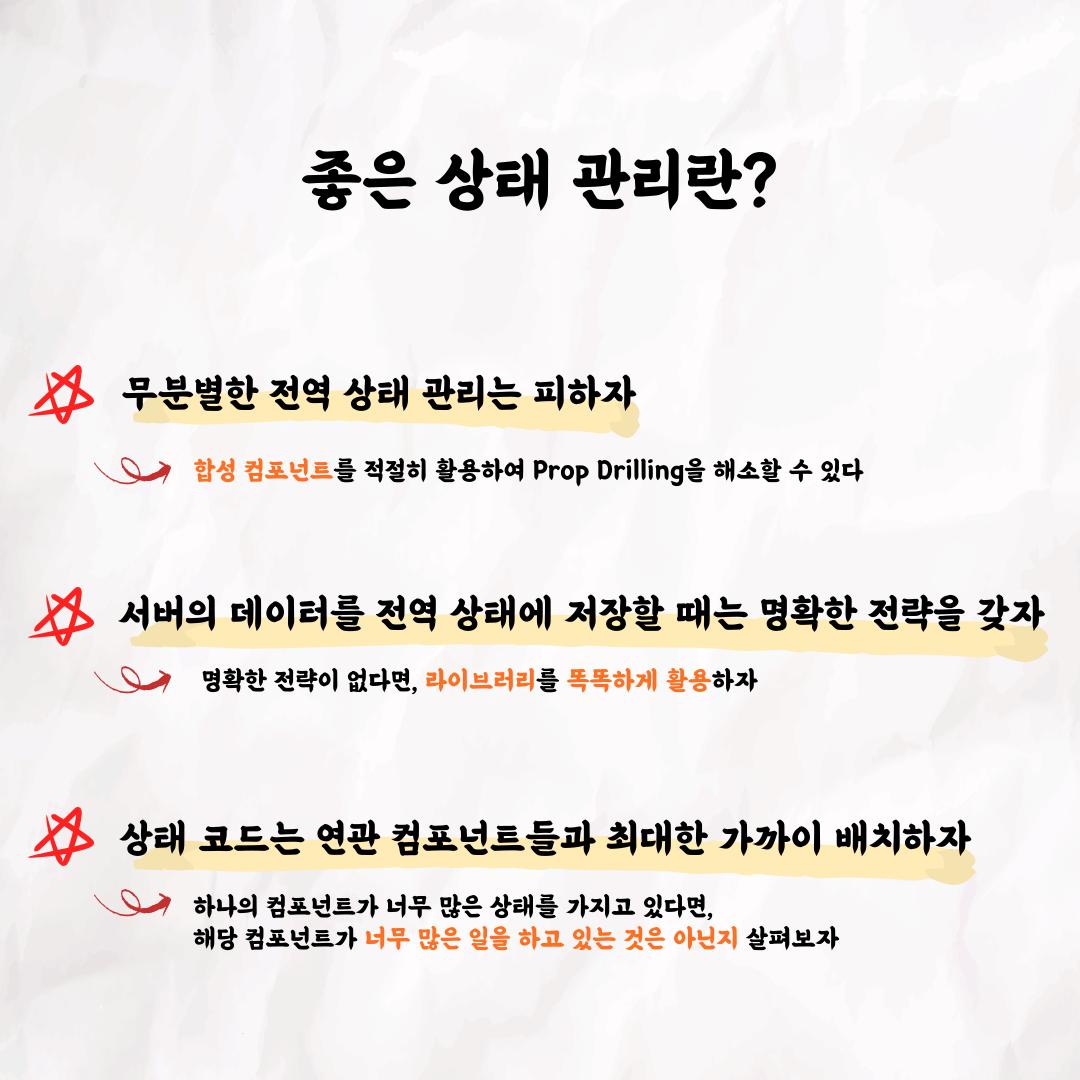 좋은 상태 관리란?
무분별한 전역 상태 관리는 피하자
합성 컴포넌트를 적절히 활용하여 Prop Drilling을 해소할 수 있다
서버의 데이터를 전역 상태에 저장할 때는 명확한 전략을 갖자
명확한 전략이 없다면, 라이브러리를 똑똑하게 활용하자
상태 코드는 연관 컴포넌트들과 최대한 가까이 배치하자
하나의 컴포넌트가 너무 많은 상태를 가지고 있다면,
해당 컴포넌트가 너무 많은 일을 하고 있는 것은 아닌지 살펴보자